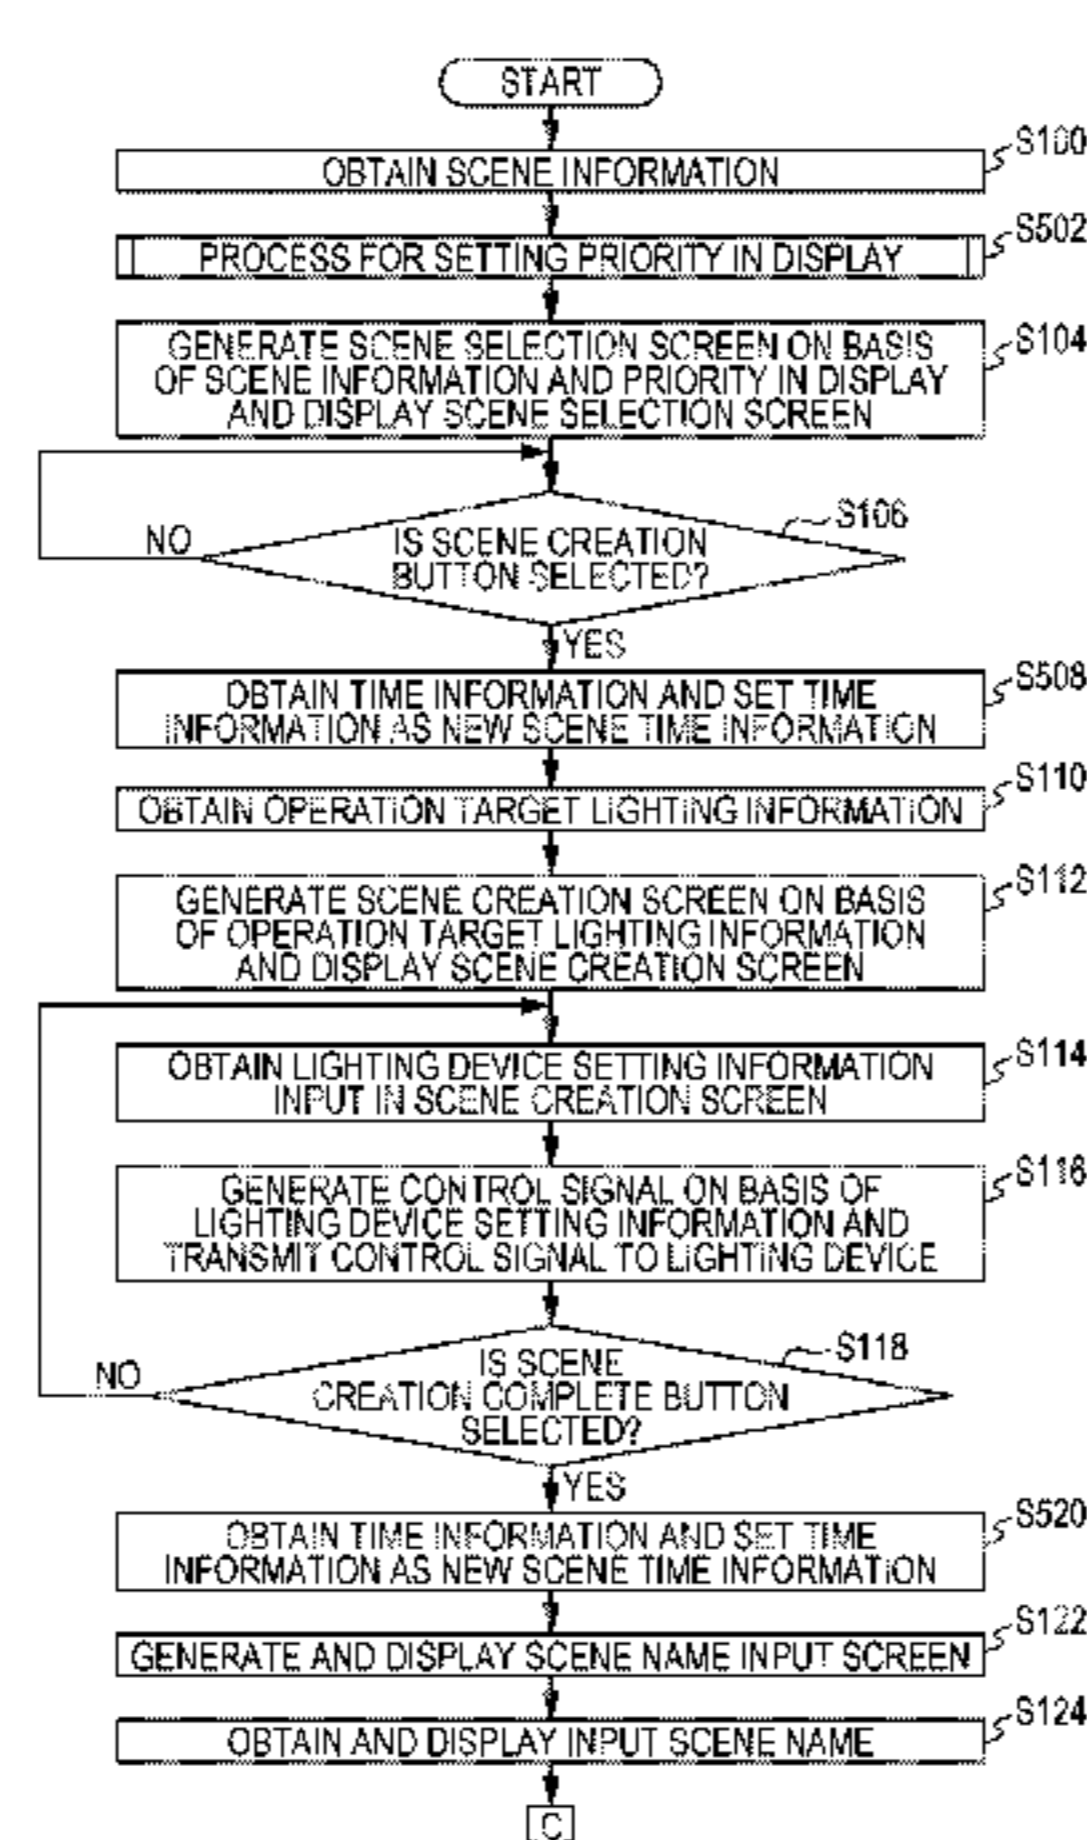 START
S100
OBTAIN SCENE INFORMATION
S502
PROCESS FOR SETTING PRIORITY IN DISPLAY
S104
GENERATE SCENE SELECTION SCREEN ON BASIS
OF SCENE INFORMATION AND PRIORITY IN DISPLAY
AND DISPLAY SCENE SELECTION SCREEN
S106
NO
IS SCENE CREATION
BUTTON SELECTED?
YES
S508
OBTAIN TIME INFORMATION AND SET TIME
INFORMATION AS NEW SCENE TIME INFORMATION
S110
OBTAIN OPERATION TARGET LIGHTING INFORMATION
S112
GENERATE SCENE CREATION SCREEN ON BASIS
OF OPERATION TARGET LIGHTING INFORMATION
AND DISPLAY SCENE CREATION SCREEN
S114
OBTAIN LIGHTING DEVICE SETTING INFORMATION
INPUT IN SCENE CREATION SCREEN
S116
GENERATE CONTROL SIGNAL ON BASIS OF
LIGHTING DEVICE SETTING INFORMATION AND
TRANSMIT CONTROL SIGNAL TO LIGHTING DEVICE
S118
NO
IS SCENE
CREATION COMPLETE BUTTON
SELECTED?
YES
S520
OBTAIN TIME INFORMATION AND SET TIME
INFORMATION AS NEW SCENE TIME INFORMATION
S122
GENERATE AND DISPLAY SCENE NAME INPUT SCREEN
S124
OBTAIN AND DISPLAY INPUT SCENE NAME
C